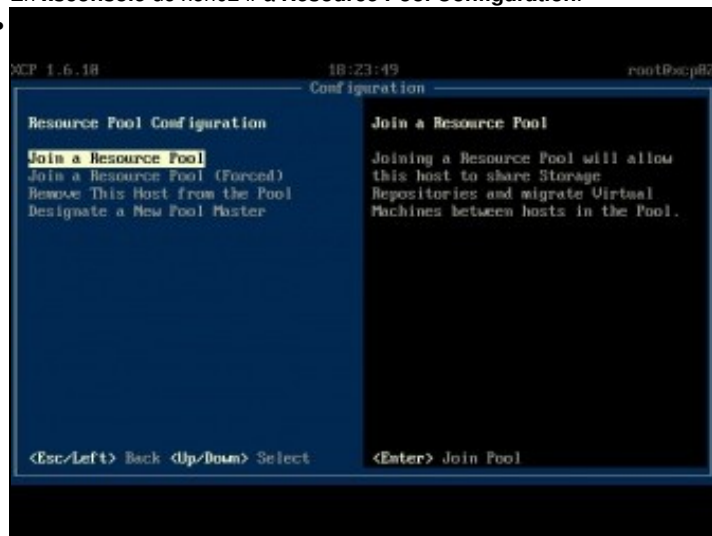 XCP 1.6.10 18:23:49 root@xcp02
Configuration
Resource Pool Configuration
Join a Resource Pool
Join a Resource Pool (Forced)
Remove This Host from the Pool
Designate a New Pool Master
<Esc/Left> Back <Up/Down> Select
Join a Resource Pool
Joining a Resource Pool will allow
this host to share Storage
Repositories and migrate Virtual
Machines between hosts in the Pool.
<Enter> Join Pool